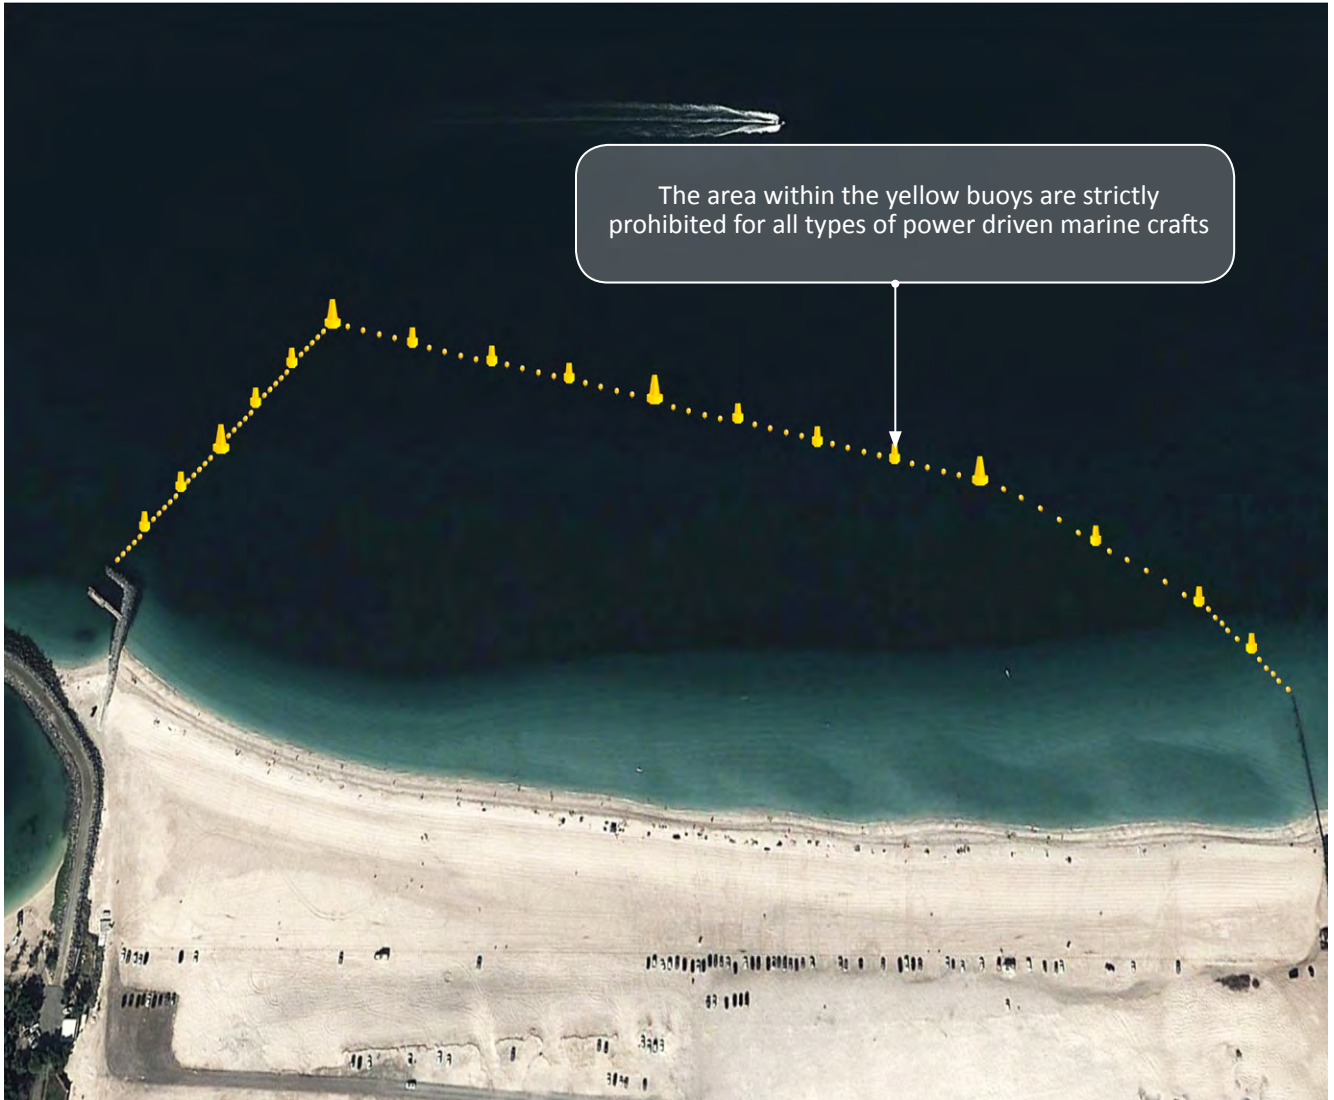 The area within the yellow buoys are strictly
prohibited for all types of power driven marine crafts